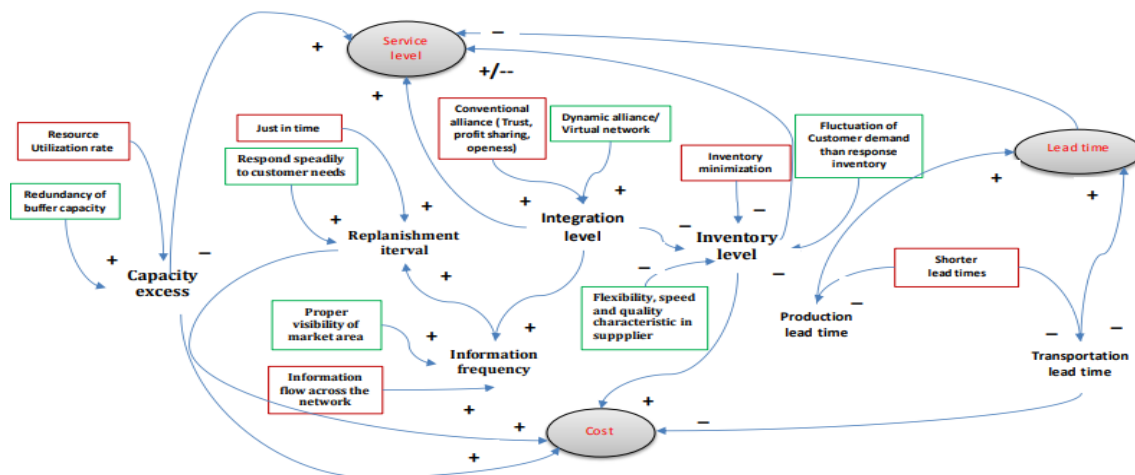 Service
level
+
−
+/--
+
Resource
Utilization rate
Just in time
Conventional
alliance ( Trust,
profit sharing,
openess)
Dynamic alliance/
Virtual network
Fluctuation of
Customer demand
than response
inventory
Lead time
Redundancy of
buffer capacity
Respond speadily
to customer needs
Inventory
minimization
+
+
+
+
+
+
−
Replanishment
iterval
Integration
level
−
Inventory
level
−
+
−
Capacity
excess
+
−
−
Shorter
lead times
Flexibility, speed
and quality
characteristic in
suppplier
−
−
Production
lead time
Proper
visibility of
market area
+
+
Information
frequency
−
−
Transportation
lead time
Information
flow across the
network
+
+
+
Cost
+
−
+